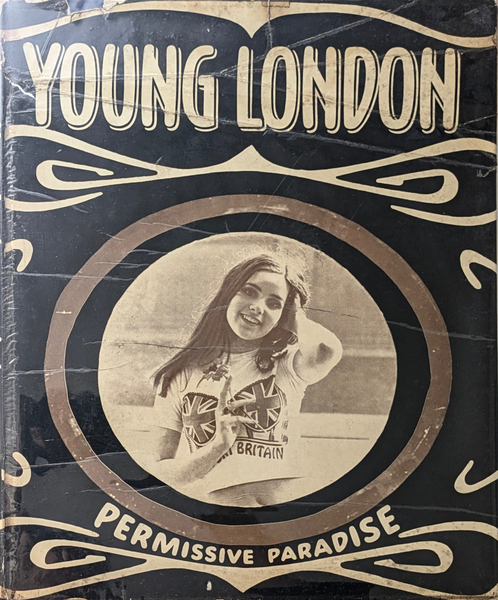 YOUNG LONDON
BRITAIN
PERMISSIVE PARADISE